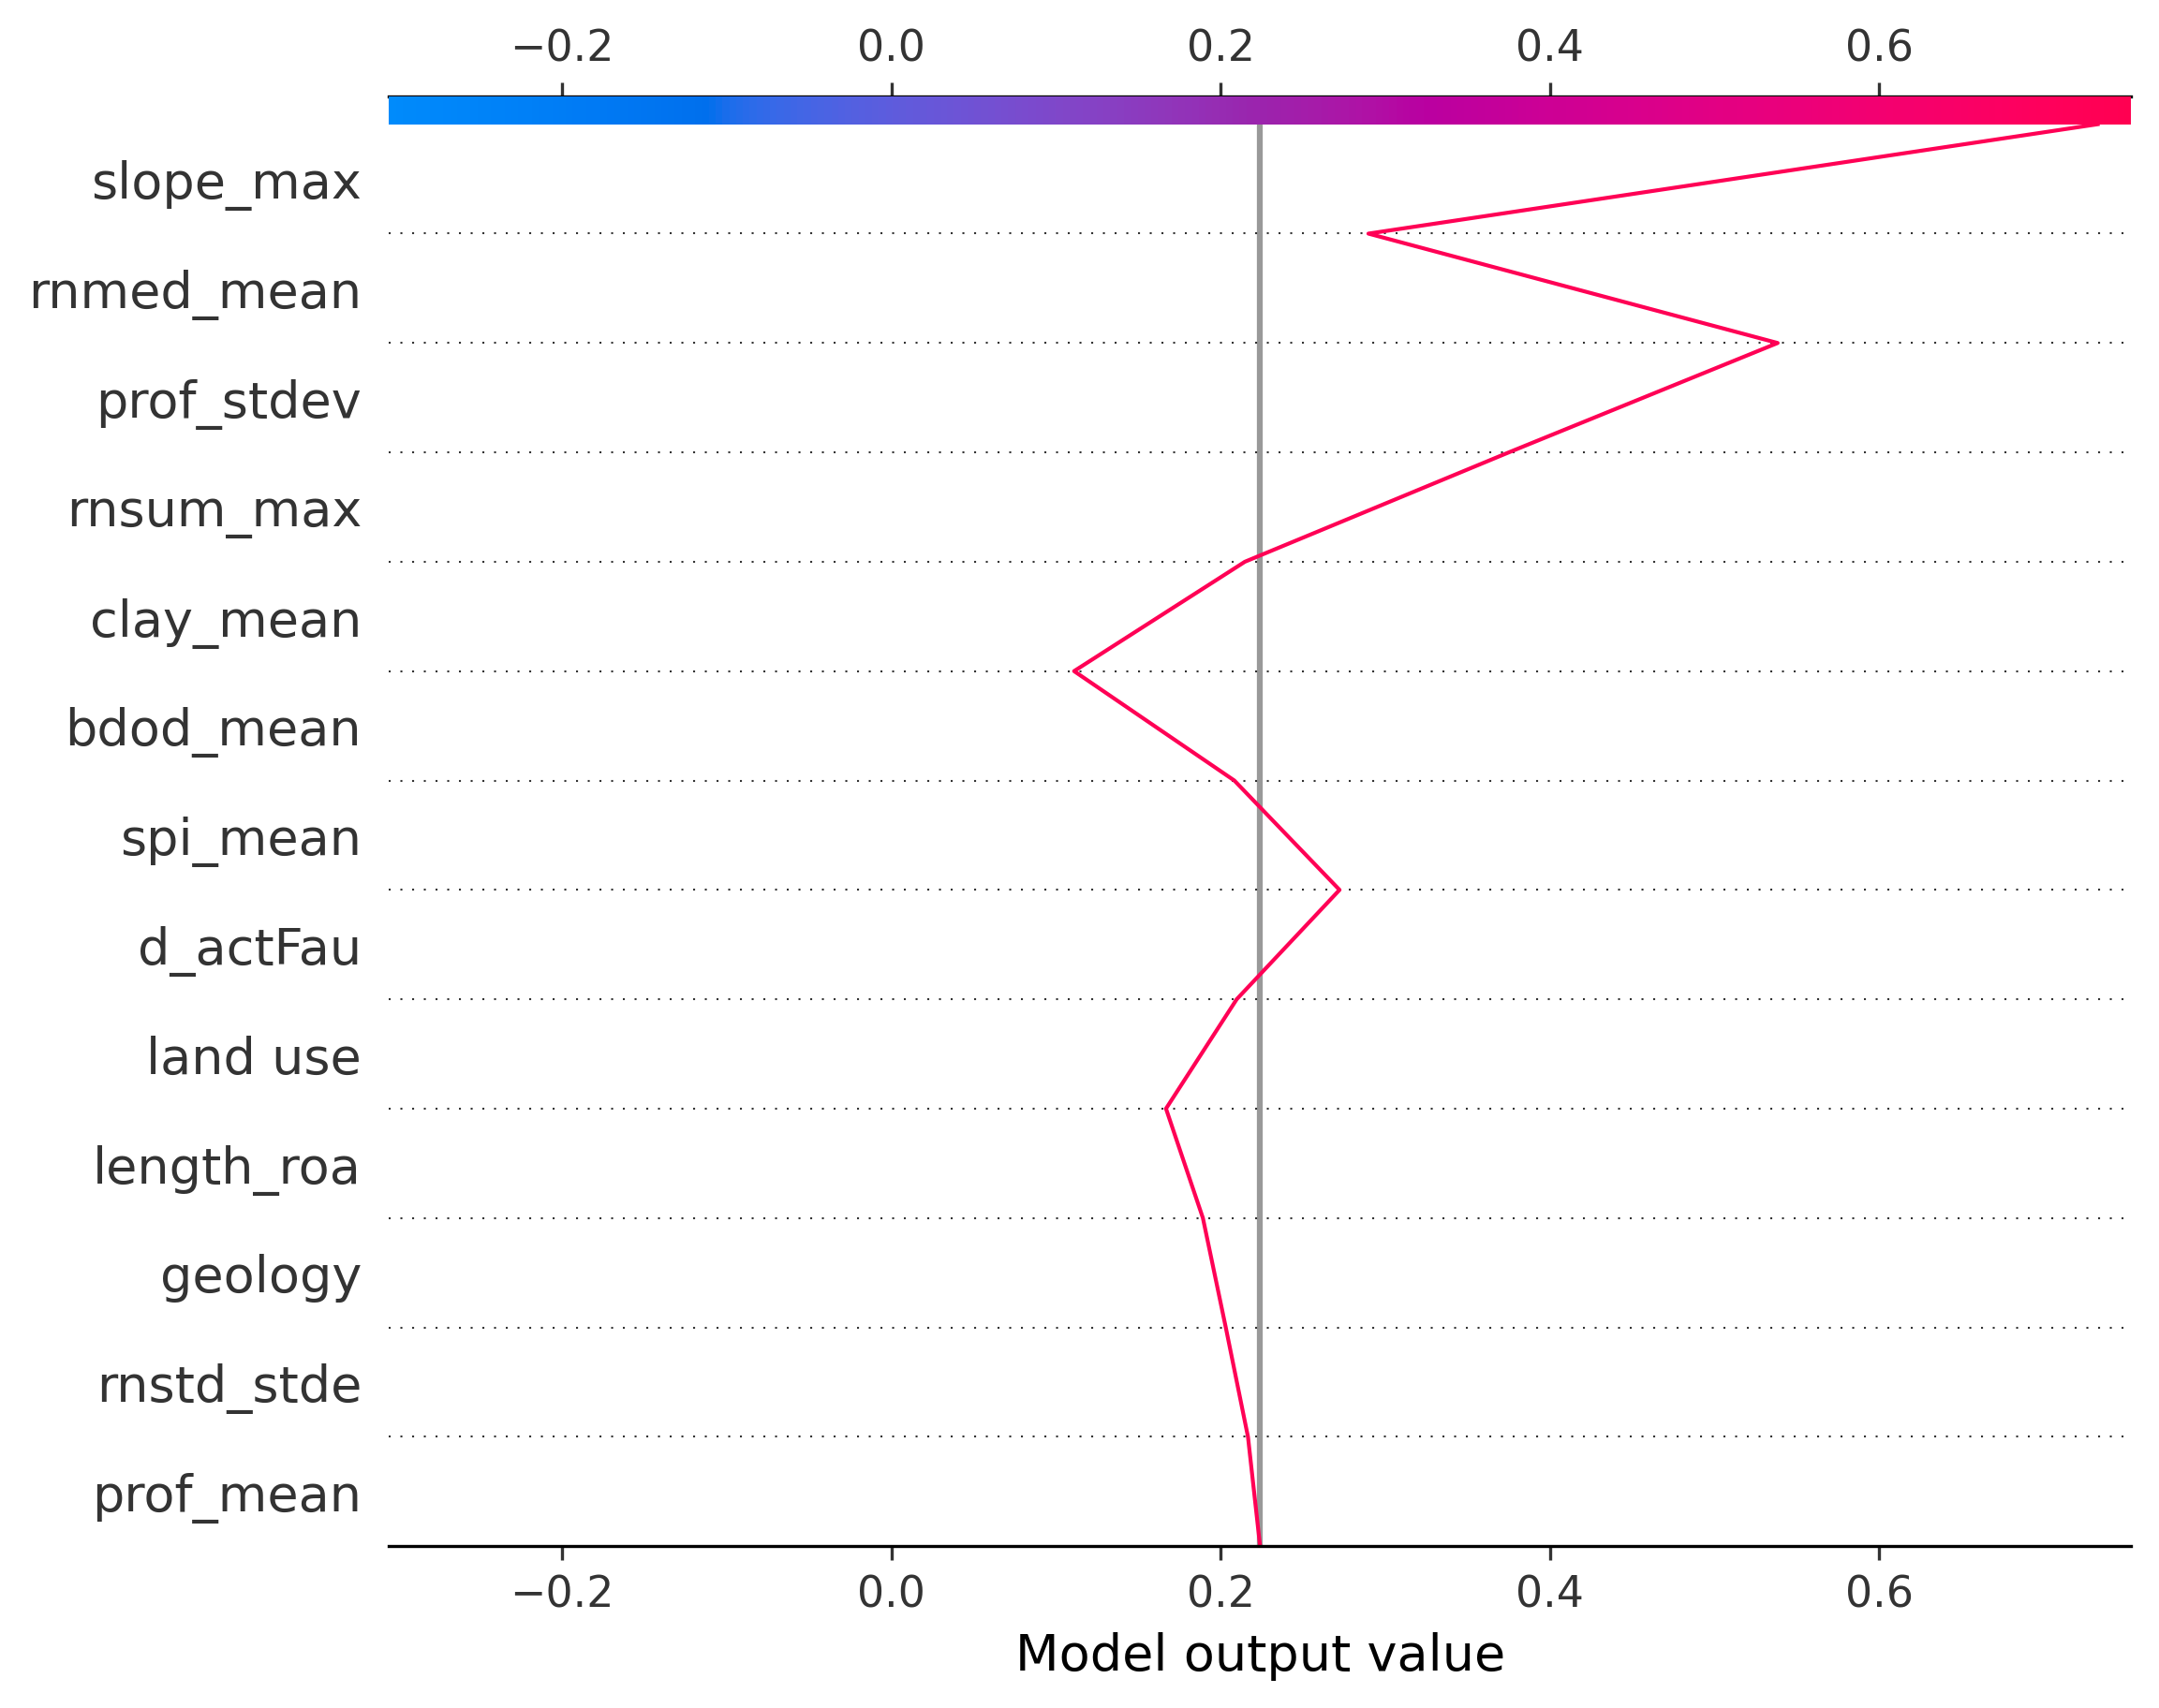 −0.2 0.0 0.2 0.4 0.6
slope_max
rnmed_mean
prof_stdev
rnsum_max
clay_mean
bdod_mean
spi_mean
d_actFau
land use
length_roa
geology
rnstd_stde
prof_mean
−0.2 0.0 0.2 0.4 0.6
Model output value